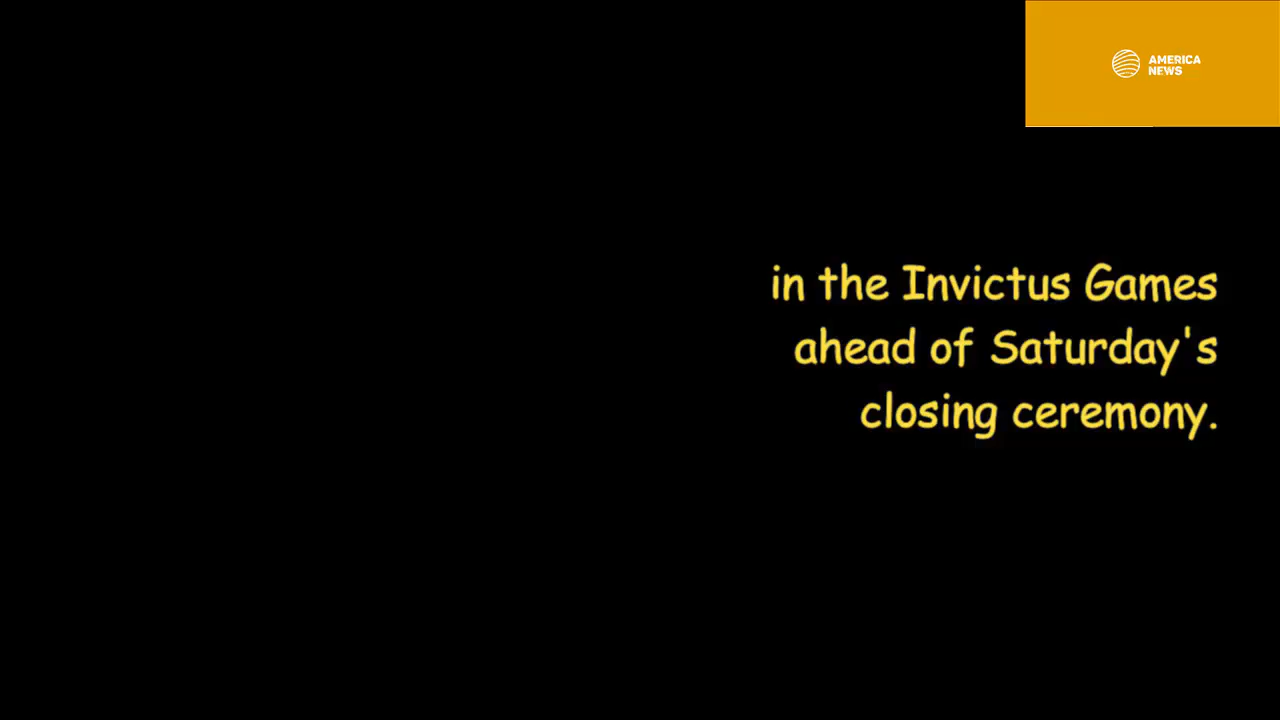 AMERICA
NEWS
in the Invictus Games
ahead of Saturday's
closing ceremony.